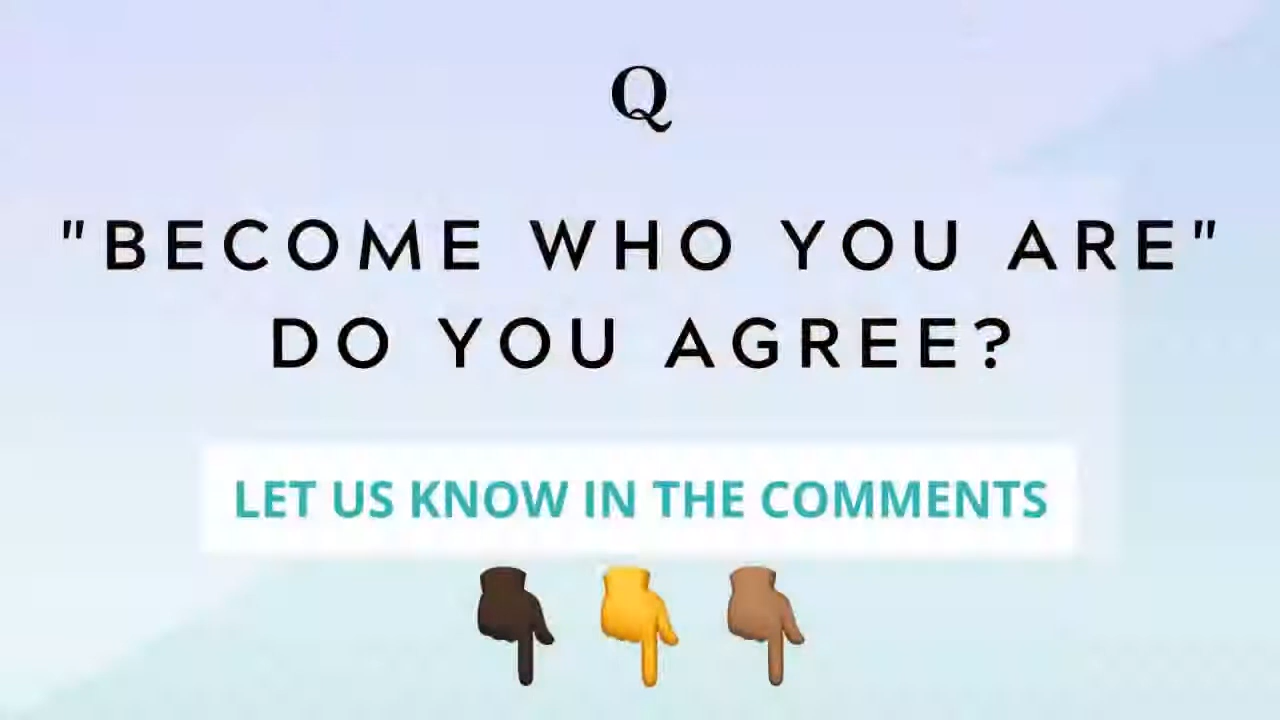 Q
"BECOME WHO YOU ARE"
DO YOU AGREE?
LET US KNOW IN THE COMMENTS